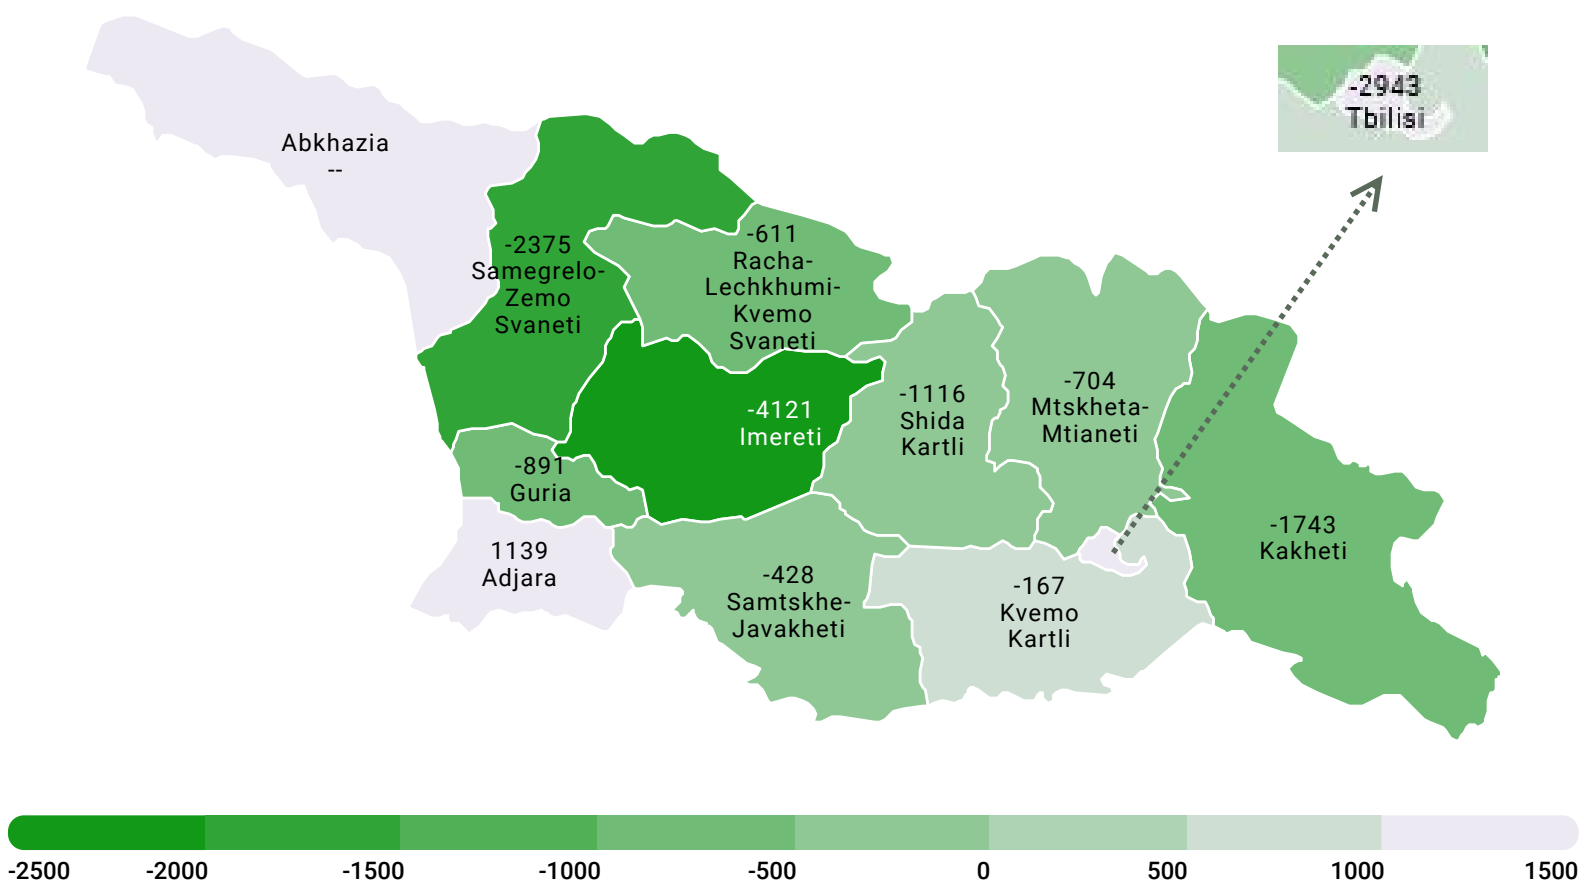 -2943
Tbilisi
Abkhazia
--
-2375
Samegrelo-
Zemo
Svaneti
-611
Racha-
Lechkhumi-
Kvemo
Svaneti
-4121
Imereti
-1116
Shida
Kartli
-704
Mtskheta-
Mtianeti
-891
Guria
1139
Adjara
-428
Samtskhe-
Javakheti
-167
Kvemo
Kartli
-1743
Kakheti
-2500 -2000 -1500 -1000 -500 0 500 1000 1500